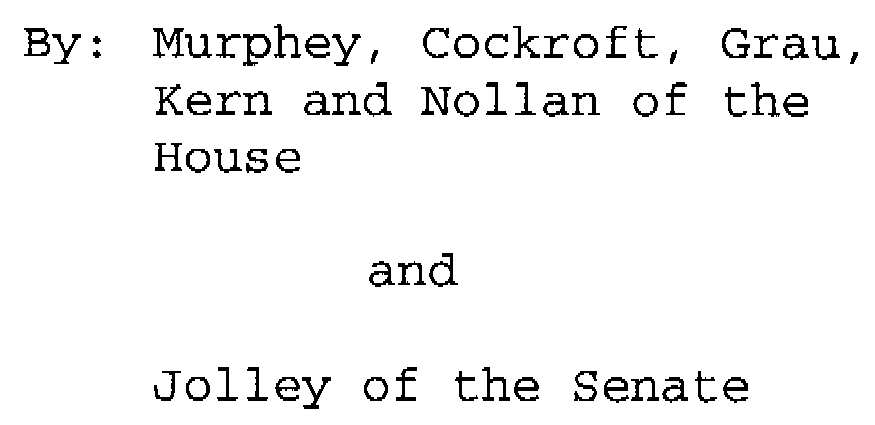 By: Murphey, Cockroft, Grau,
Kern and Nollan of the
House
and
Jolley of the Senate